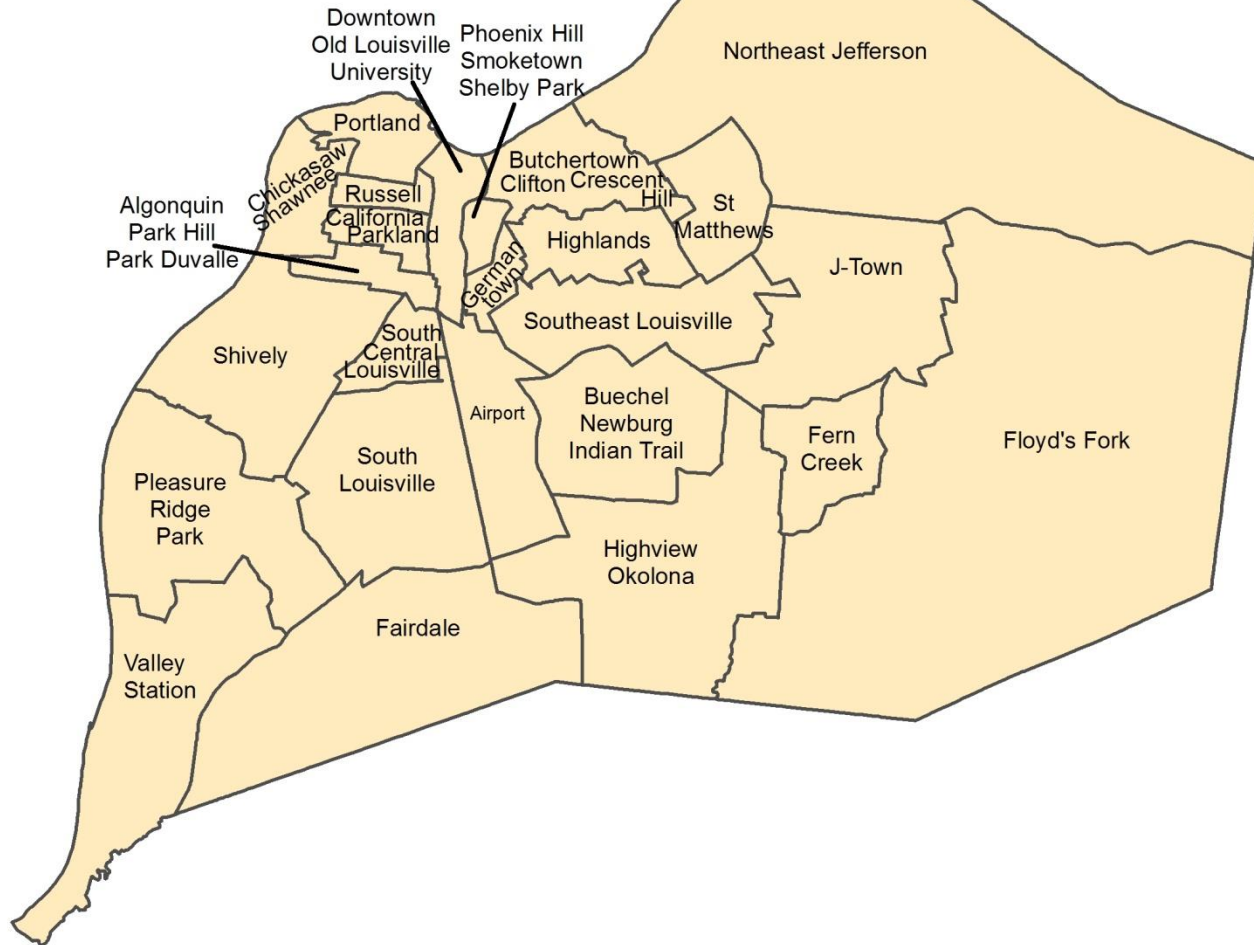 Downtown
Old Louisville
University
Phoenix Hill
Smoketown
Shelby Park
Northeast Jefferson
Portland
Chickasaw
Shawnee
Russell
California
Parkland
Algonquin
Park Hill
Park Duvalle
Butchertown
Clifton Crescent
Hill
St
Matthews
Highlands
German
town
J-Town
Southeast Louisville
Shively
South
Central
Louisville
Airport
Buechel
Newburg
Indian Trail
Fern
Creek
Floyd's Fork
Pleasure
Ridge
Park
South
Louisville
Highview
Okolona
Fairdale
Valley
Station